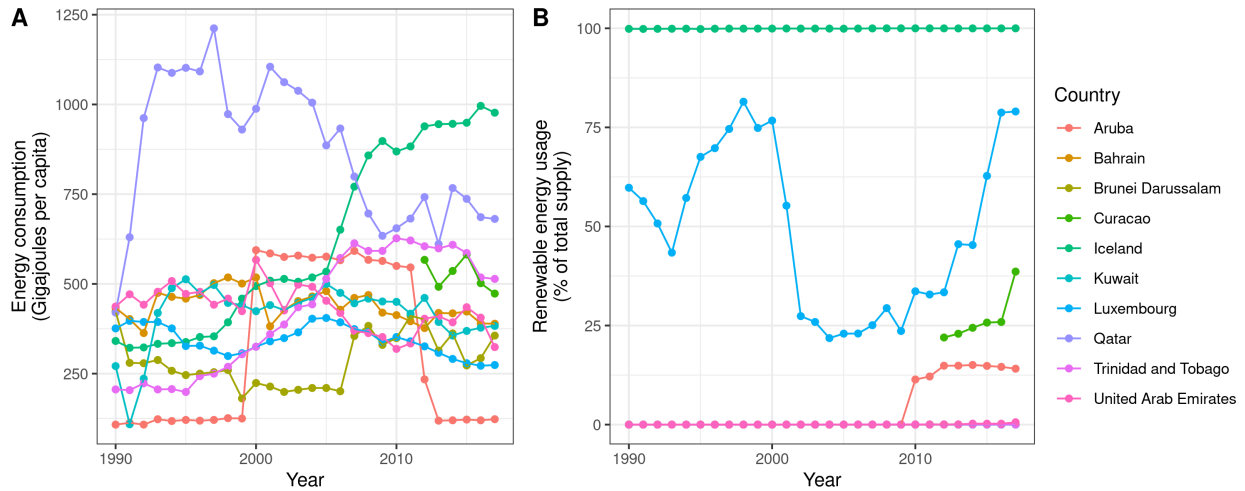 A
Energy consumption
(Gigajoules per capita)
1250
1000
750
500
250
1990
2000
2010
Year
B
Renewable energy usage
(% of total supply)
100
75
50
25
0
1990
2000
2010
Year
Country
Aruba
Bahrain
Brunei Darussalam
Curacao
Iceland
Kuwait
Luxembourg
Qatar
Trinidad and Tobago
United Arab Emirates